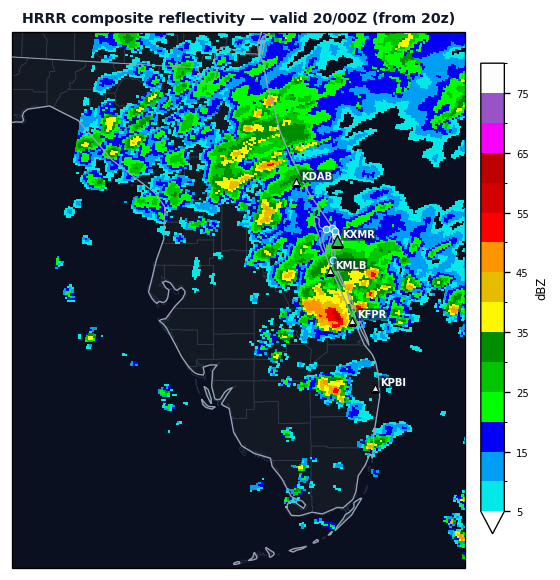 HRRR composite reflectivity — valid 20/00Z (from 20z)
KDAB
KXMR
KMLB
KFPR
KPBI
75
65
55
45
35
25
15
5
dBZ